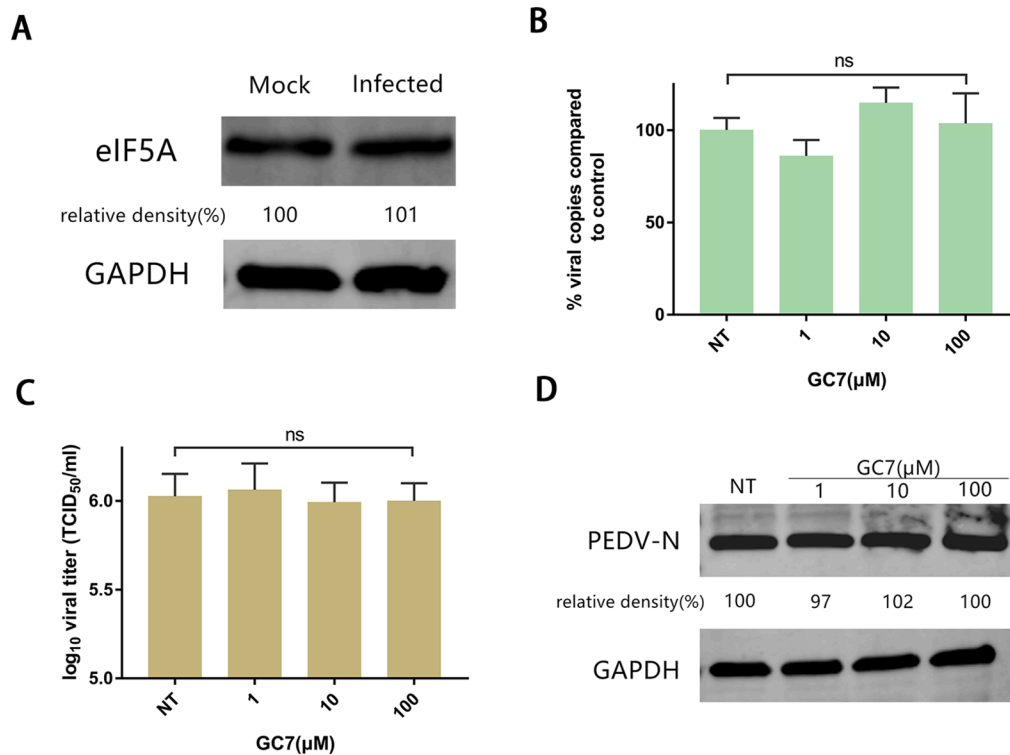 A
Mock Infected
eIF5A
relative density(%) 100 101
GAPDH
B
ns
% viral copies compared
to control
100
50
0
NT 1 10 100
GC7(μM)
C
ns
log₁₀ viral titer (TCID₅₀/ml)
6.0
5.5
5.0
NT 1 10 100
GC7(μM)
D
GC7(μM)
NT 1 10 100
PEDV-N
relative density(%) 100 97 102 100
GAPDH